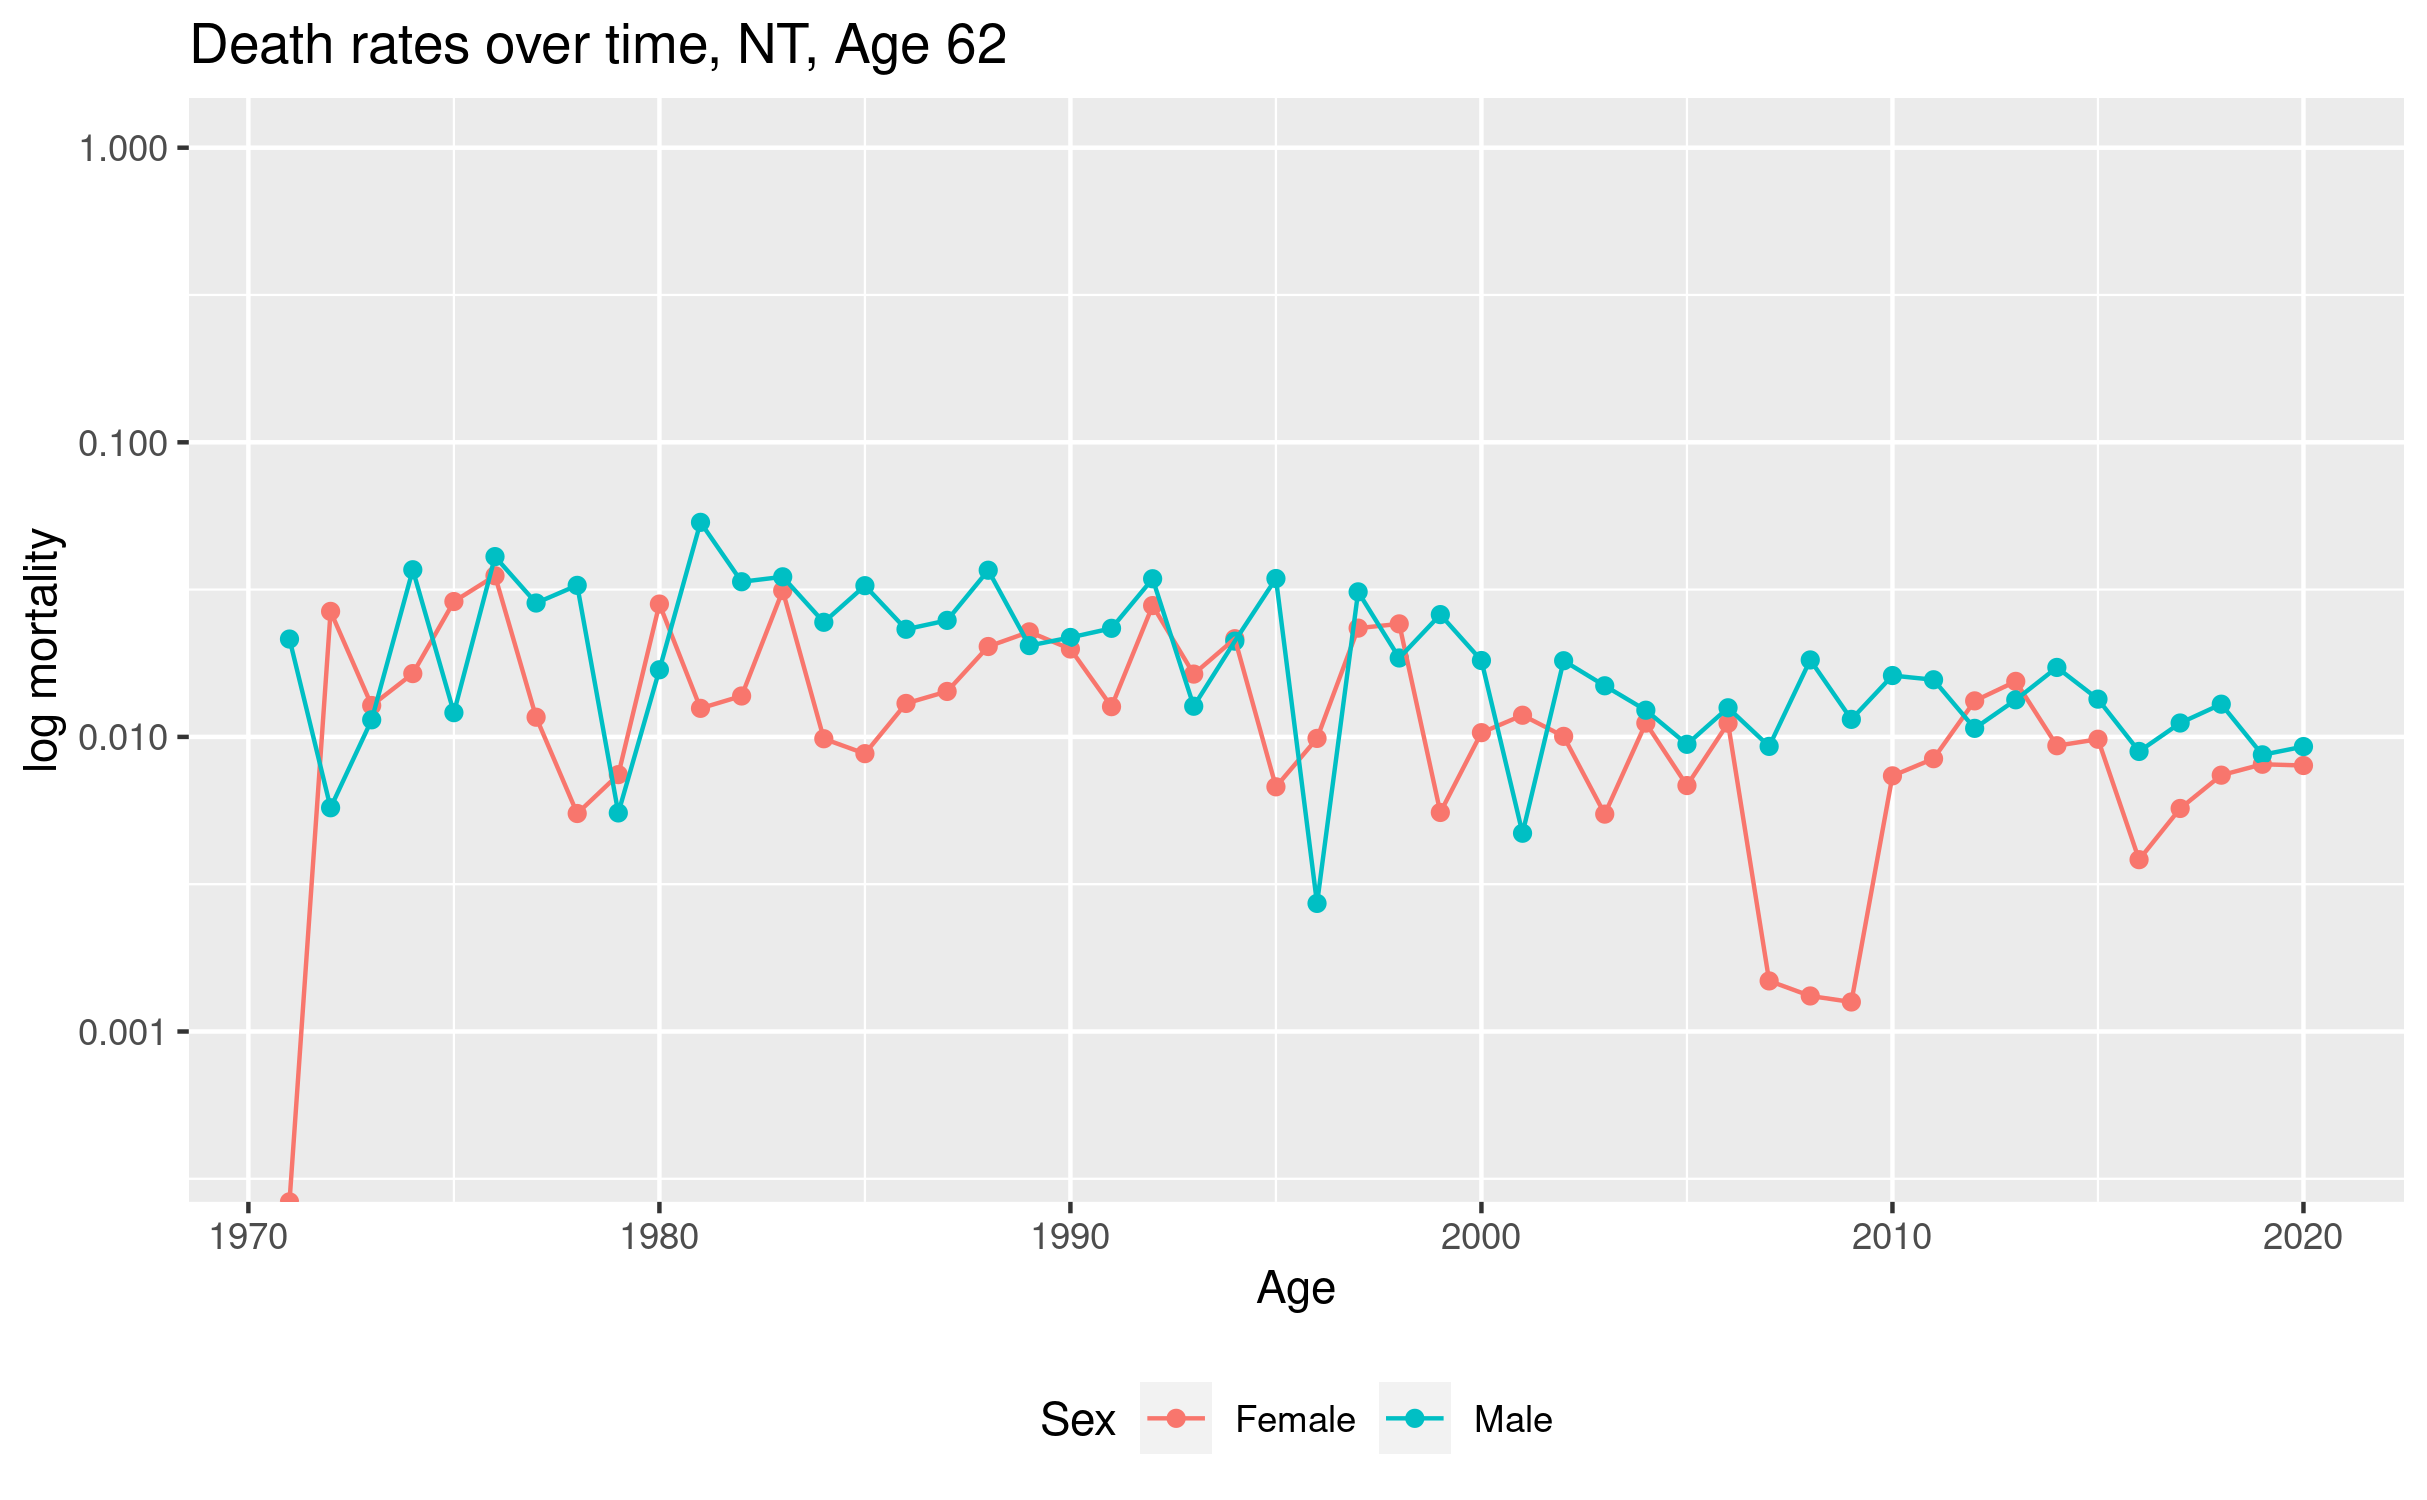 Death rates over time, NT, Age 62
log mortality
1.000
0.100
0.010
0.001
1970 1980 1990 2000 2010 2020
Age
Sex Female Male